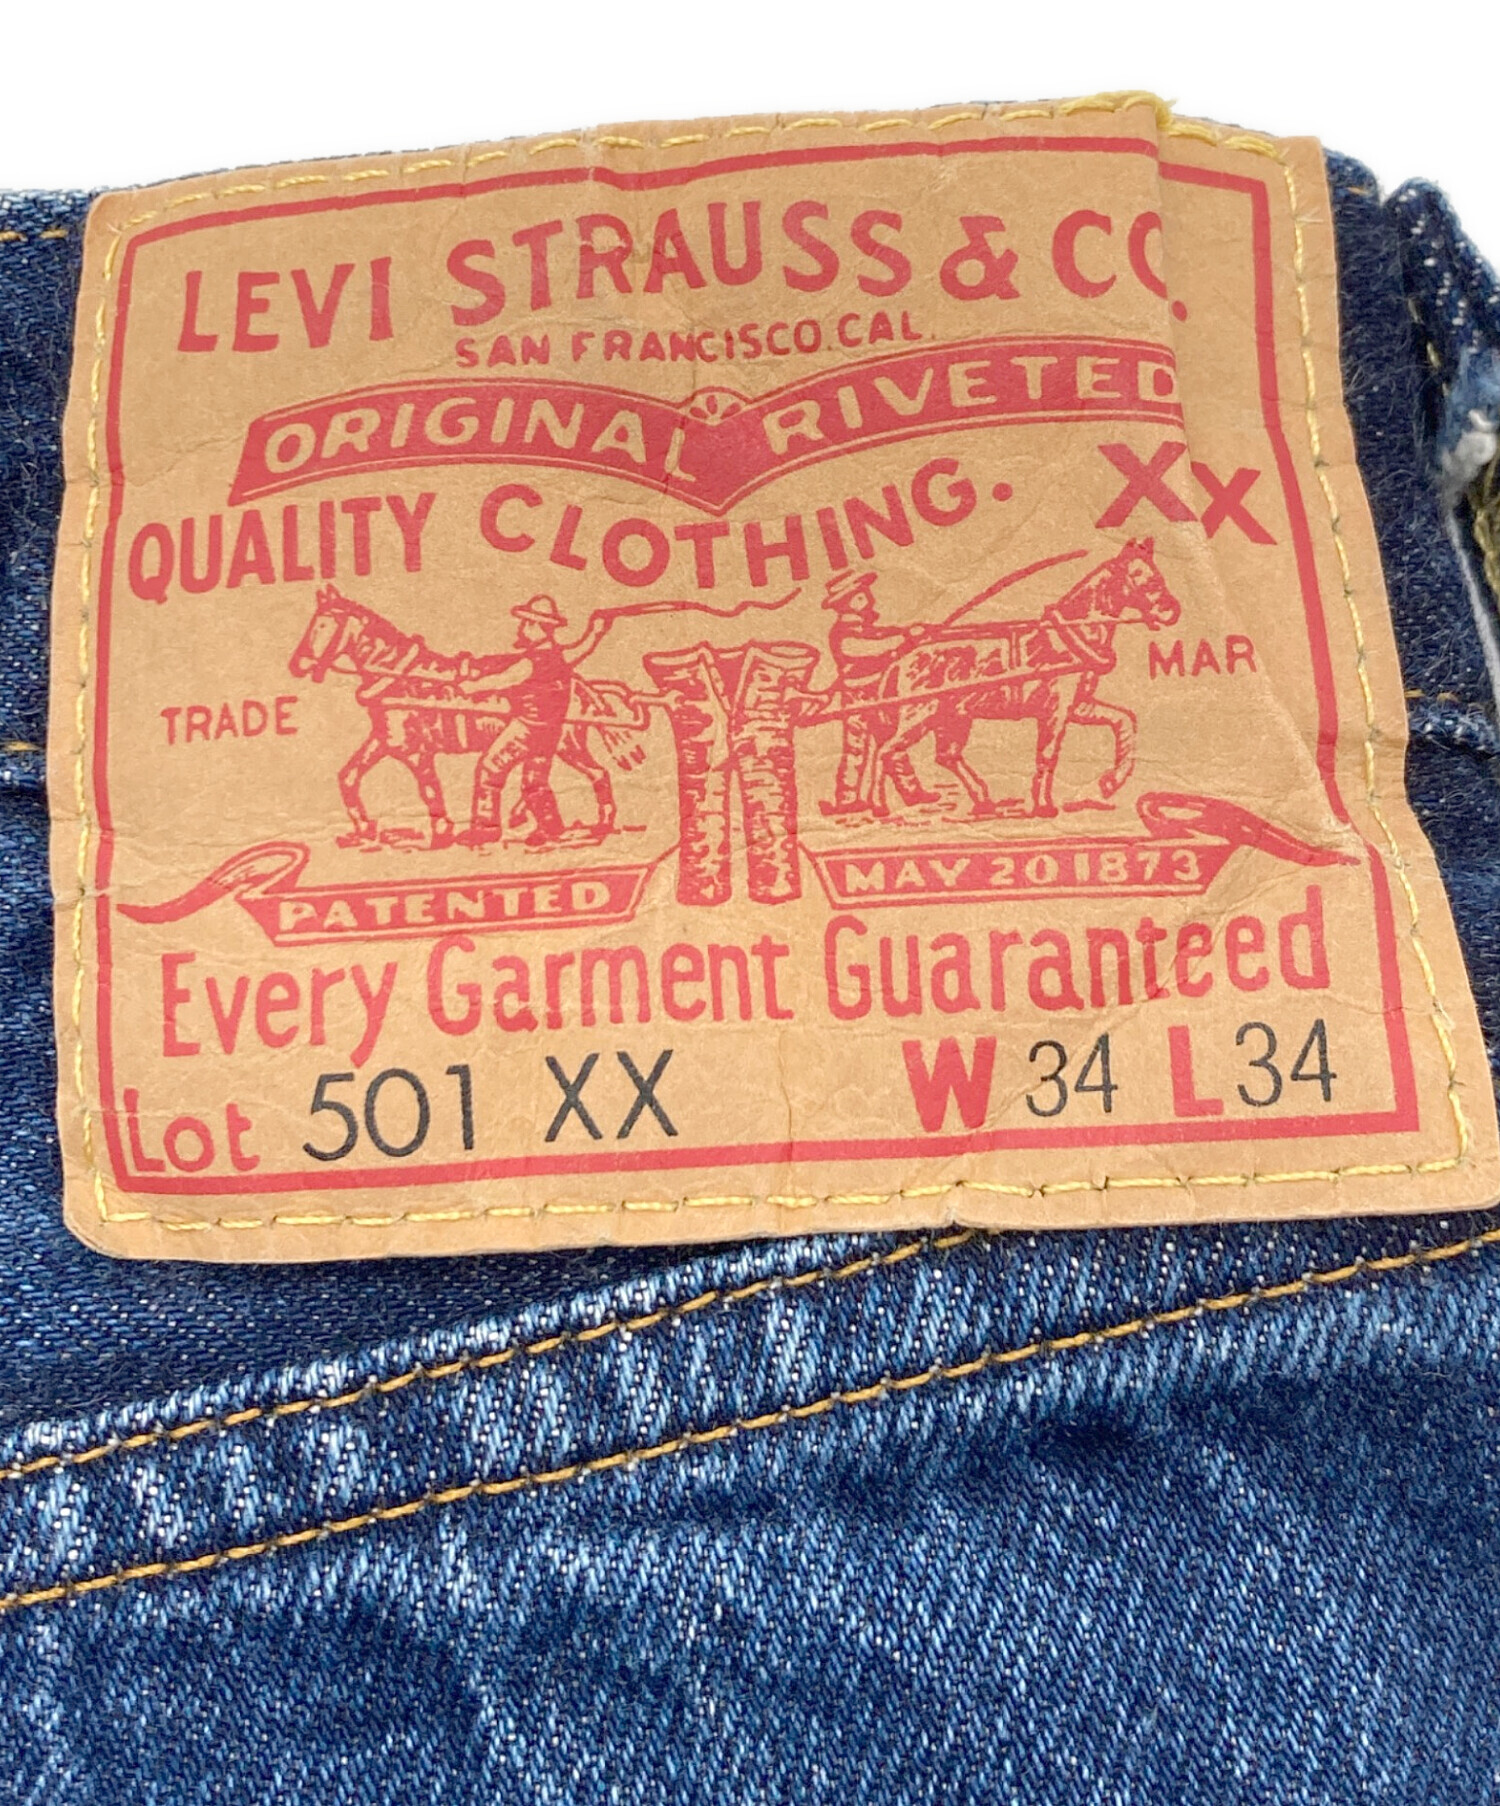 LEVI STRAUSS & CO.
SAN FRANCISCO. CAL.
ORIGINAL RIVETED
QUALITY CLOTHING. XX
TRADE MAR
PATENTED MAY 20 1873
Every Garment Guaranteed
Lot 501 XX W 34 L 34